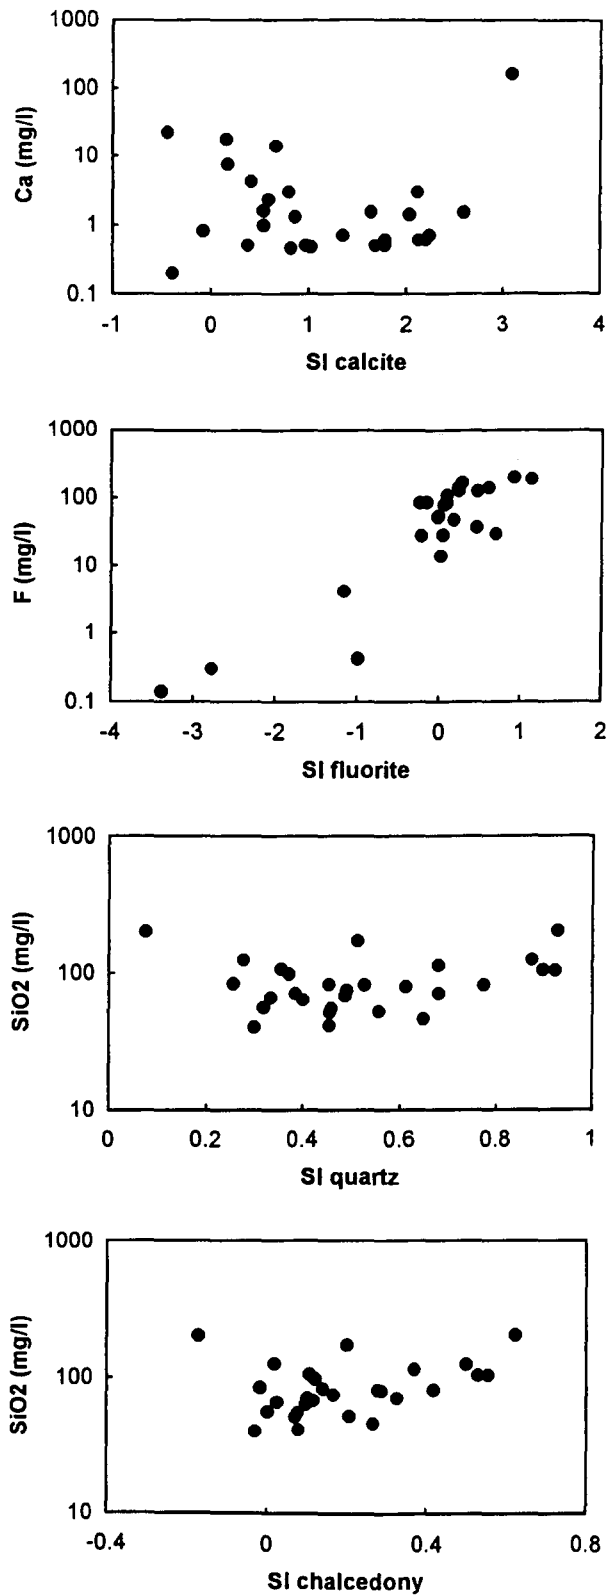 1000
100
10
1
0.1
Ca (mg/l)
-1 0 1 2 3 4
SI calcite
1000
100
10
1
0.1
F (mg/l)
-4 -3 -2 -1 0 1 2
SI fluorite
1000
100
10
SiO2 (mg/l)
0 0.2 0.4 0.6 0.8 1
SI quartz
1000
100
10
SiO2 (mg/l)
-0.4 0 0.4 0.8
SI chalcedony